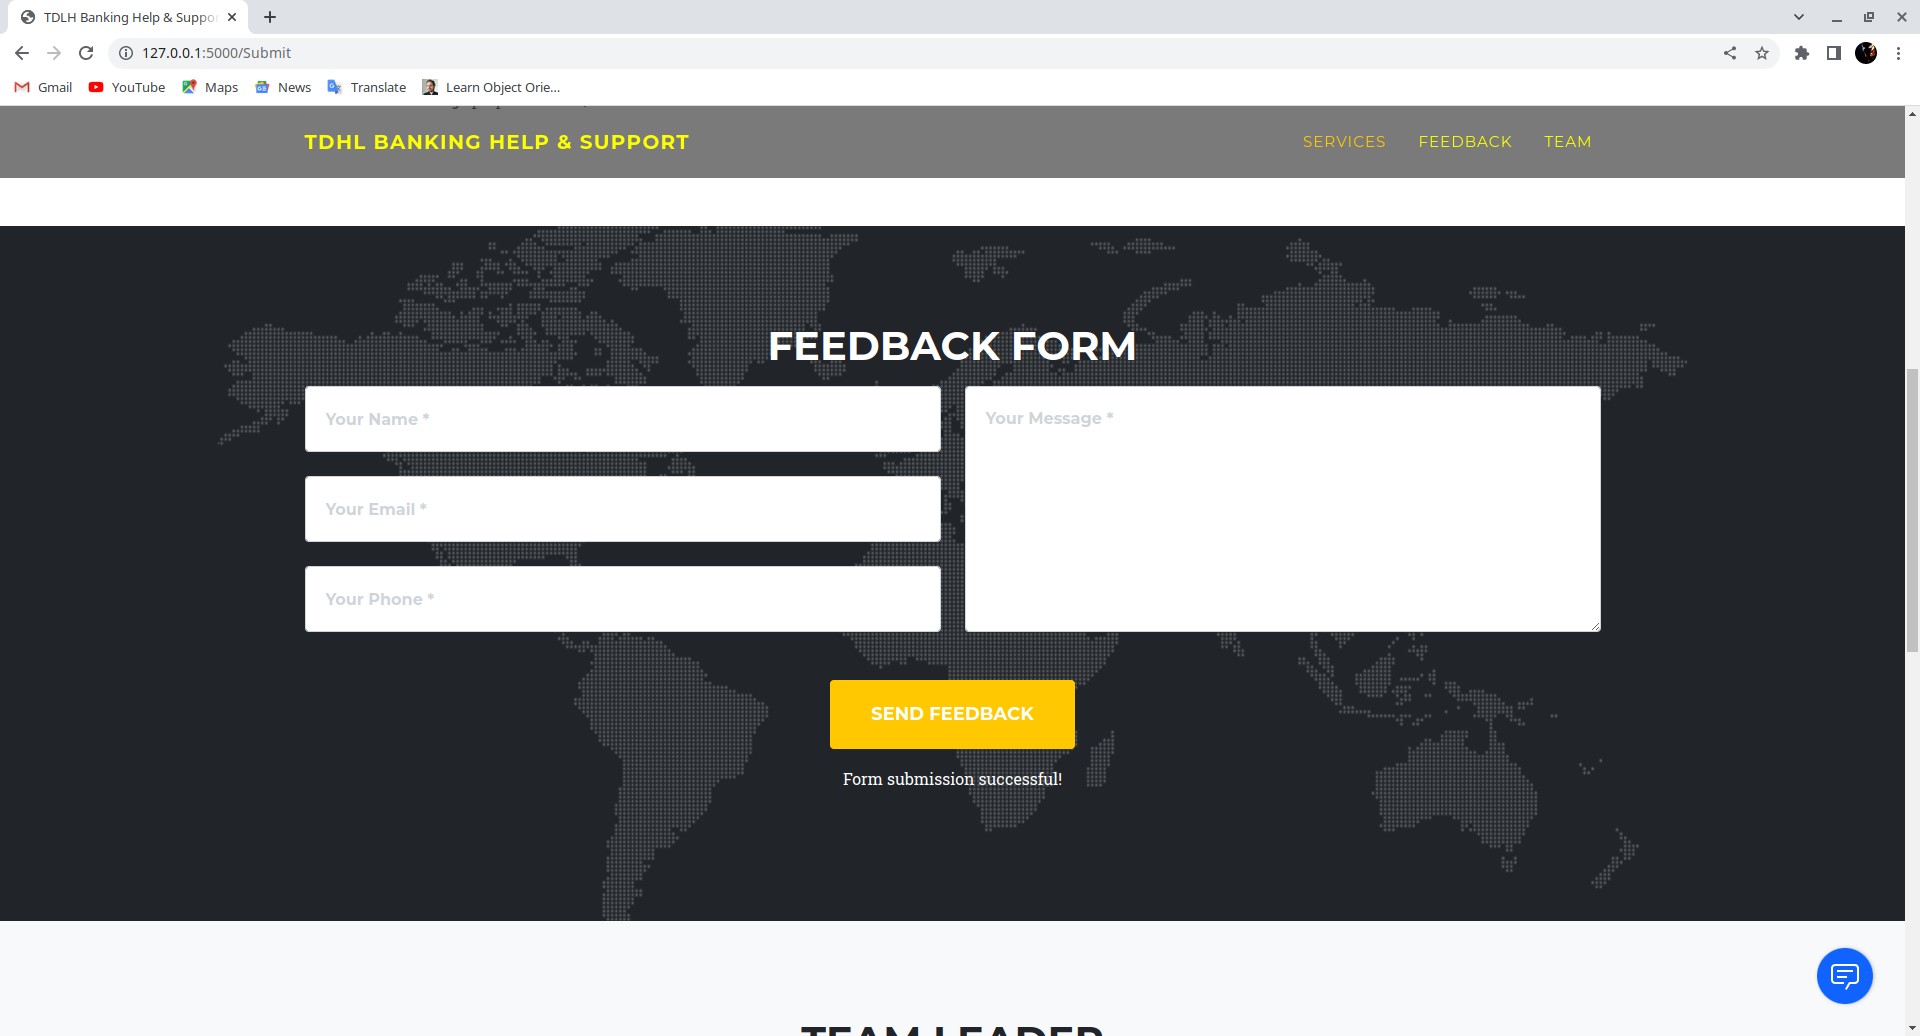 TDLH Banking Help & Suppo
127.0.0.1:5000/Submit
Gmail
YouTube
Maps
News
Translate
Learn Object Orie...
TDHL BANKING HELP & SUPPORT
SERVICES
FEEDBACK
TEAM
FEEDBACK FORM
Your Name *
Your Message *
Your Email *
Your Phone *
SEND FEEDBACK
Form submission successful!
TEAM LEADER